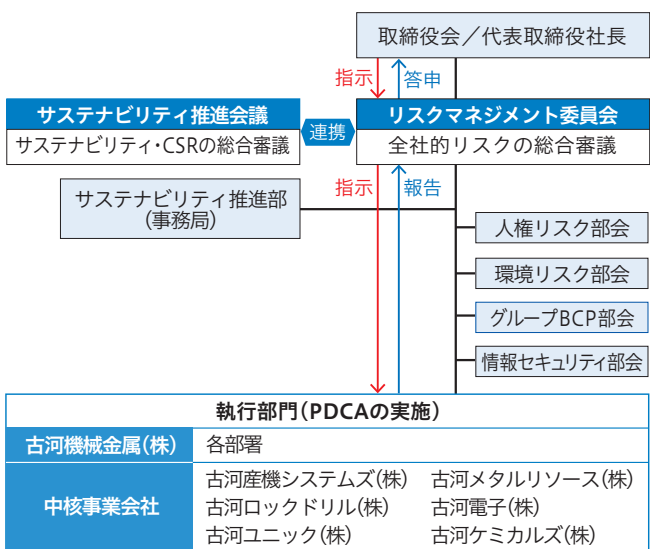 取締役会／代表取締役社長
指示
答申
サステナビリティ推進会議
サステナビリティ・CSRの総合審議
連携
リスクマネジメント委員会
全社的リスクの総合審議
指示
報告
サステナビリティ推進部
（事務局）
人権リスク部会
環境リスク部会
グループBCP部会
情報セキュリティ部会
執行部門（PDCAの実施）
古河機械金属（株） 各部署
中核事業会社
古河産機システムズ（株） 古河メタルリソース（株）
古河ロックドリル（株） 古河電子（株）
古河ユニック（株） 古河ケミカルズ（株）